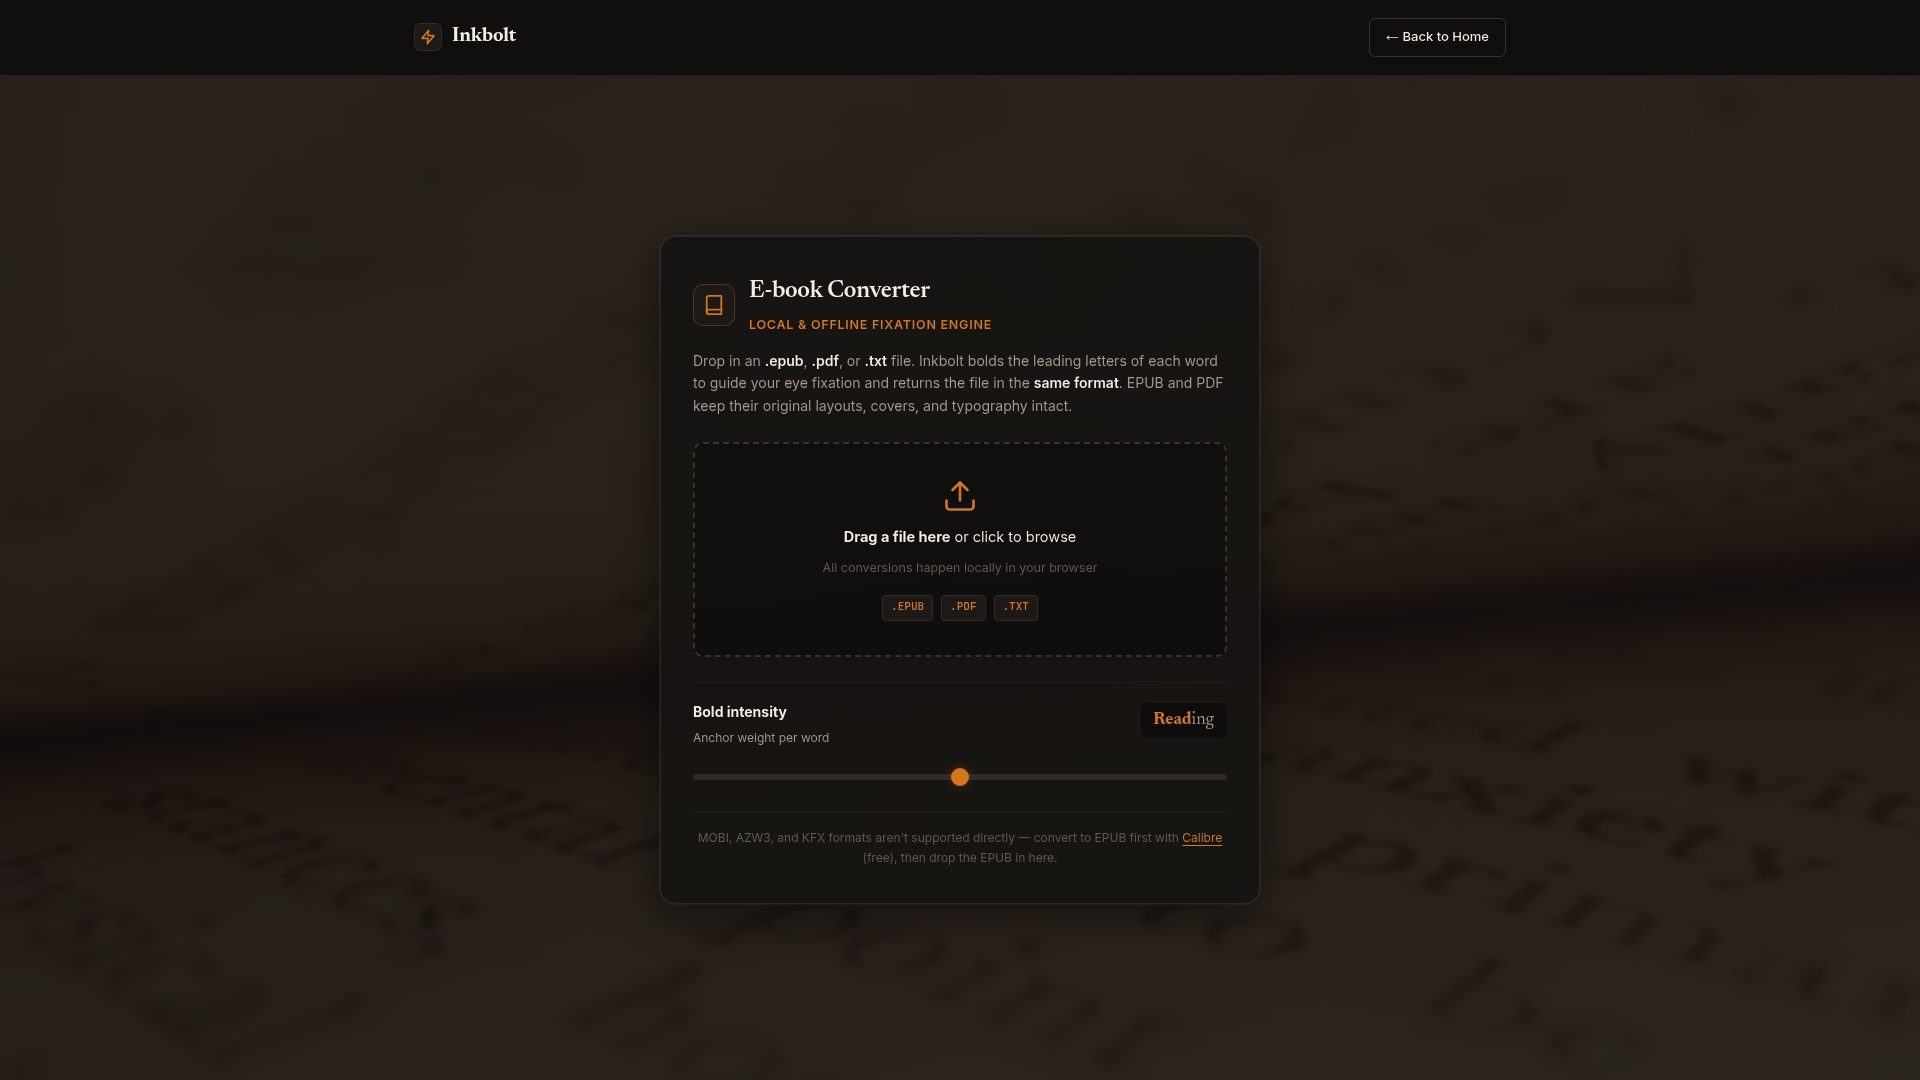 Inkbolt
← Back to Home
E-book Converter
LOCAL & OFFLINE FIXATION ENGINE
Drop in an .epub, .pdf, or .txt file. Inkbolt bolds the leading letters of each word
to guide your eye fixation and returns the file in the same format. EPUB and PDF
keep their original layouts, covers, and typography intact.
Drag a file here or click to browse
All conversions happen locally in your browser
.EPUB .PDF .TXT
Bold intensity
Reading
Anchor weight per word
MOBI, AZW3, and KFX formats aren't supported directly — convert to EPUB first with Calibre
(free), then drop the EPUB in here.